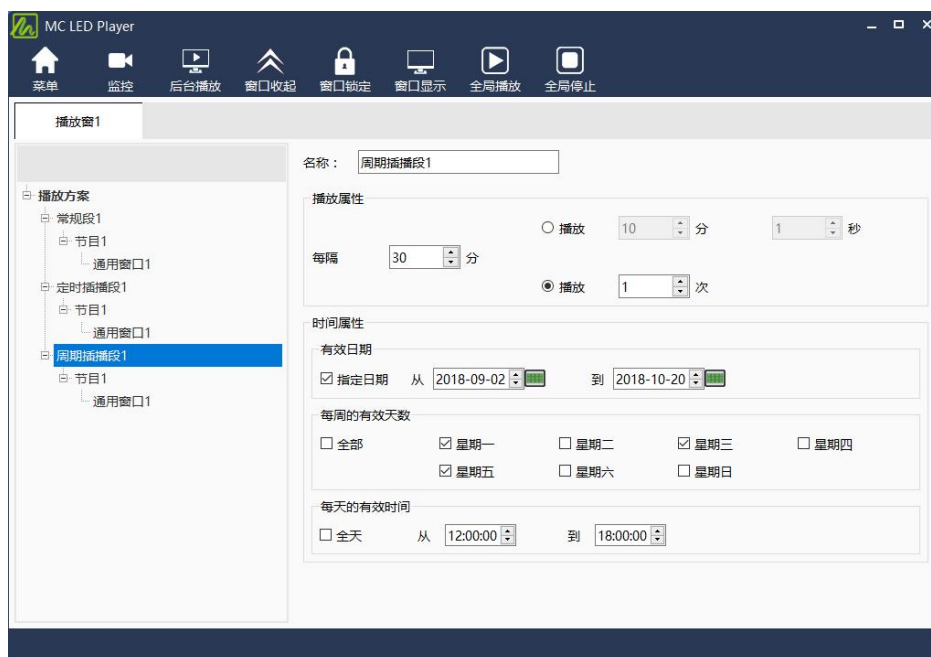 MC LED Player
菜单 监控 后台播放 窗口收起 窗口锁定 窗口显示 全局播放 全局停止
播放窗1
名称： 周期插播段1
播放方案
常规段1
节目1
通用窗口1
定时插播段1
节目1
通用窗口1
周期插播段1
节目1
通用窗口1
播放属性
播放 10 分 1 秒
每隔 30 分
播放 1 次
时间属性
有效日期
指定日期 从 2018-09-02 到 2018-10-20
每周的有效天数
全部 星期一 星期二 星期三 星期四
星期五 星期六 星期日
每天的有效时间
全天 从 12:00:00 到 18:00:00